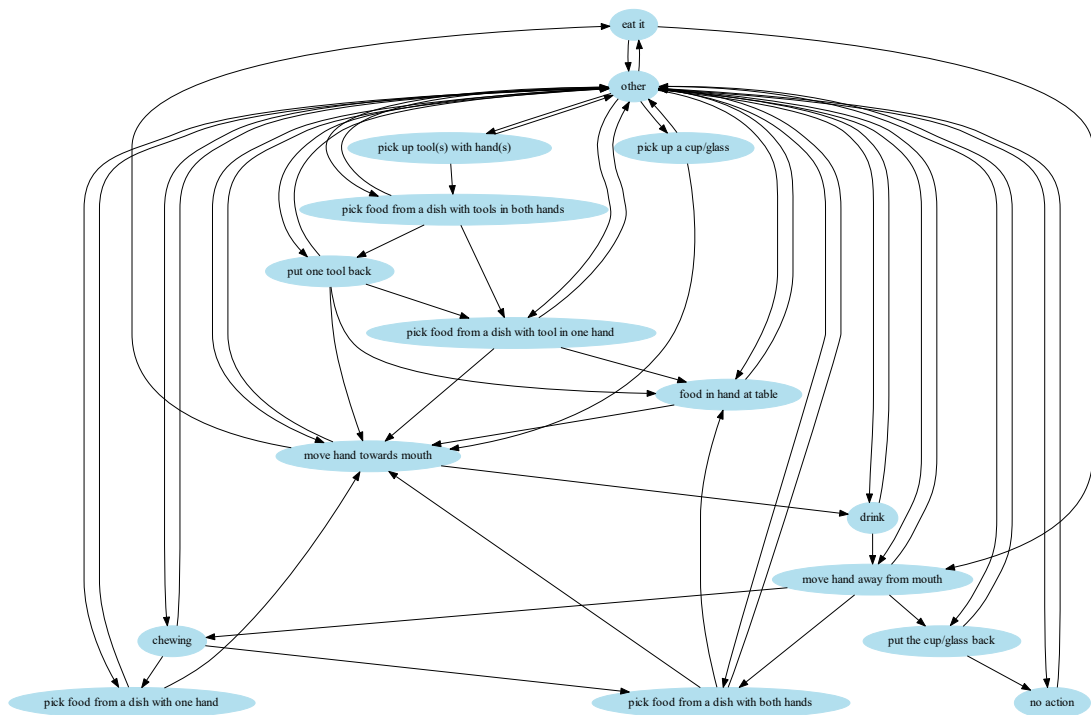 eat it
other
pick up tool(s) with hand(s)
pick up a cup/glass
pick food from a dish with tools in both hands
put one tool back
pick food from a dish with tool in one hand
food in hand at table
move hand towards mouth
drink
move hand away from mouth
chewing
put the cup/glass back
pick food from a dish with one hand
pick food from a dish with both hands
no action